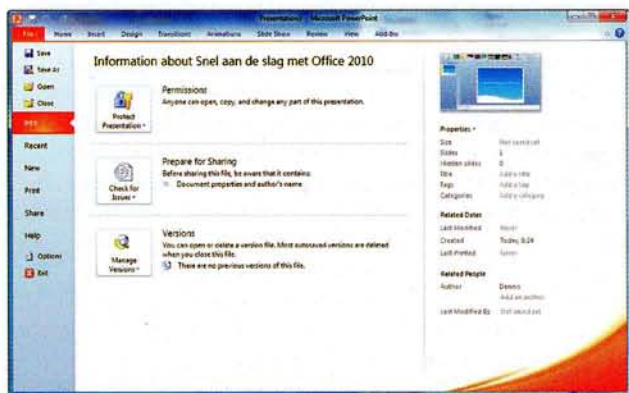 Presentation1 - Microsoft PowerPoint
File Home Insert Design Transitions Animations Slide Show Review View Add-Ins
Save
Save As
Open
Close
Info
Recent
New
Print
Share
Help
Options
Exit
Information about Snel aan de slag met Office 2010
Protect Presentation
Permissions
Anyone can open, copy, and change any part of this presentation.
Check for Issues
Prepare for Sharing
Before sharing this file, be aware that it contains:
Document properties and author's name
Manage Versions
Versions
You can open or delete a version file. Most autosaved versions are deleted
when you close this file.
There are no previous versions of this file.
Properties
Size Not saved yet
Slides 1
Hidden slides 0
Title Add a title
Tags Add a tag
Categories Add a category
Related Dates
Last Modified Never
Created Today, 8:24
Last Printed Never
Related People
Author Dennis
Add an author
Last Modified By Not saved yet